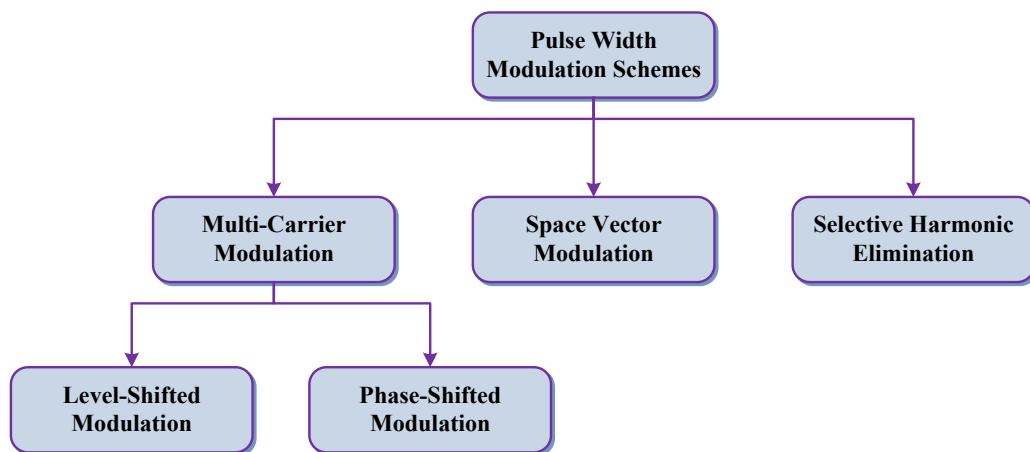 Pulse Width
Modulation Schemes
Multi-Carrier
Modulation
Space Vector
Modulation
Selective Harmonic
Elimination
Level-Shifted
Modulation
Phase-Shifted
Modulation